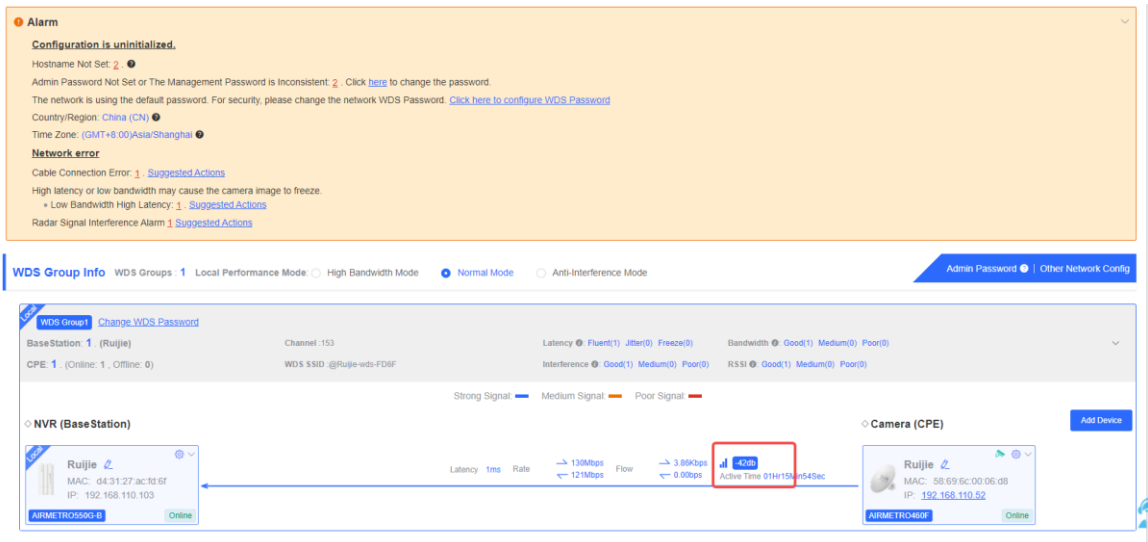 Alarm
Configuration is uninitialized.
Hostname Not Set: 2 .
Admin Password Not Set or The Management Password is Inconsistent: 2 . Click here to change the password.
The network is using the default password. For security, please change the network WDS Password. Click here to configure WDS Password
Country/Region: China (CN)
Time Zone: (GMT+8:00)Asia/Shanghai
Network error
Cable Connection Error: 1 . Suggested Actions
High latency or low bandwidth may cause the camera image to freeze.
Low Bandwidth High Latency: 1 . Suggested Actions
Radar Signal Interference Alarm 1 Suggested Actions
WDS Group Info WDS Groups : 1 Local Performance Mode: High Bandwidth Mode Normal Mode Anti-Interference Mode Admin Password | Other Network Config
Local
WDS Group1 Change WDS Password
BaseStation: 1 . (Ruijie) Channel :153 Latency : Fluent(1) Jitter(0) Freeze(0) Bandwidth : Good(1) Medium(0) Poor(0)
CPE: 1 . (Online: 1 , Offline: 0) WDS SSID :@Ruijie-wds-FD6F Interference : Good(1) Medium(0) Poor(0) RSSI : Good(1) Medium(0) Poor(0)
Strong Signal: Medium Signal: Poor Signal:
NVR (BaseStation) Camera (CPE) Add Device
Local
Ruijie
MAC: d4:31:27:ac:fd:6f
IP: 192.168.110.103
AIRMETRO550G-B Online
Latency 1ms Rate 130Mbps 121Mbps Flow 3.86Kbps 0.00bps -42db
Active Time 01Hr15Min54Sec
Ruijie
MAC: 58:69:6c:00:06:d8
IP: 192.168.110.52
AIRMETRO460F Online